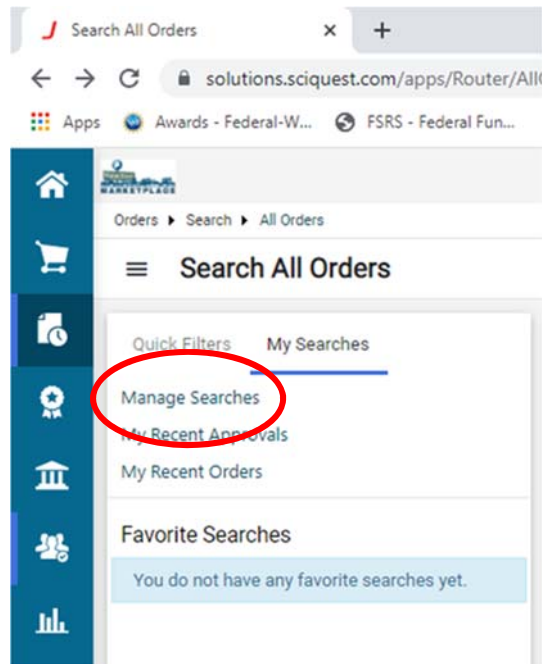 Search All Orders
solutions.sciquest.com/apps/Router/All
Apps Awards - Federal-W... FSRS - Federal Fun...
MARKETPLACE
Orders Search All Orders
Search All Orders
Quick Filters My Searches
Manage Searches
My Recent Approvals
My Recent Orders
Favorite Searches
You do not have any favorite searches yet.